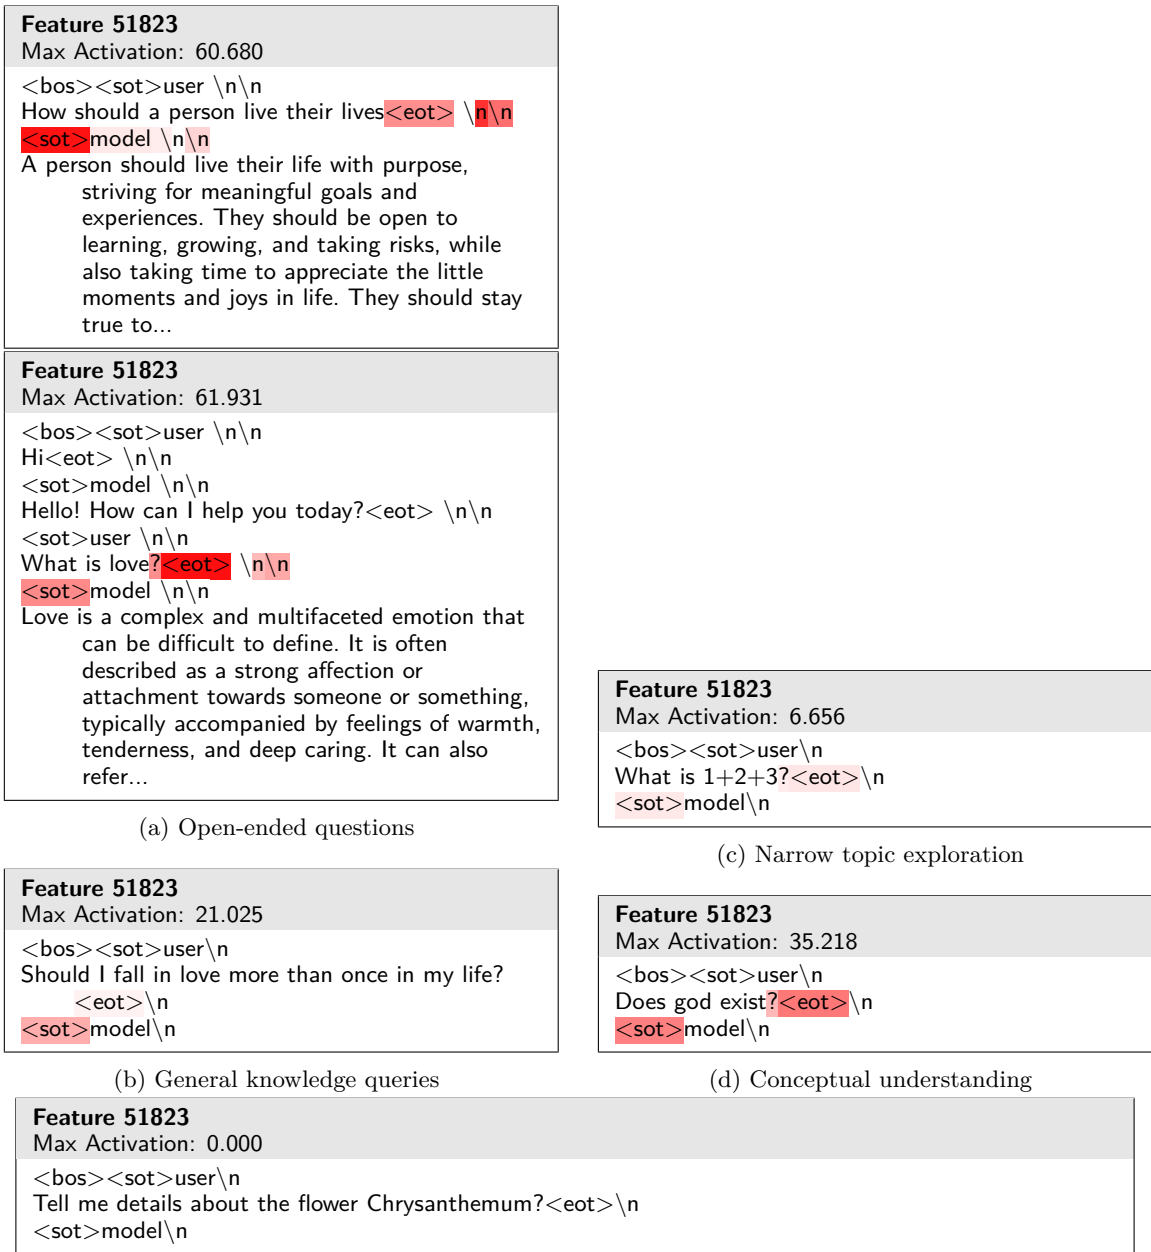 Feature 51823
Max Activation: 60.680
<bos><sot>user \n\n
How should a person live their lives<eot> \n\n
<sot>model \n\n
A person should live their life with purpose,
striving for meaningful goals and
experiences. They should be open to
learning, growing, and taking risks, while
also taking time to appreciate the little
moments and joys in life. They should stay
true to...
Feature 51823
Max Activation: 61.931
<bos><sot>user \n\n
Hi<eot> \n\n
<sot>model \n\n
Hello! How can I help you today?<eot> \n\n
<sot>user \n\n
What is love?<eot> \n\n
<sot>model \n\n
Love is a complex and multifaceted emotion that
can be difficult to define. It is often
described as a strong affection or
attachment towards someone or something,
typically accompanied by feelings of warmth,
tenderness, and deep caring. It can also
refer...
(a) Open-ended questions
Feature 51823
Max Activation: 21.025
<bos><sot>user\n
Should I fall in love more than once in my life?
<eot>\n
<sot>model\n
(b) General knowledge queries
Feature 51823
Max Activation: 6.656
<bos><sot>user\n
What is 1+2+3?<eot>\n
<sot>model\n
(c) Narrow topic exploration
Feature 51823
Max Activation: 35.218
<bos><sot>user\n
Does god exist?<eot>\n
<sot>model\n
(d) Conceptual understanding
Feature 51823
Max Activation: 0.000
<bos><sot>user\n
Tell me details about the flower Chrysanthemum?<eot>\n
<sot>model\n